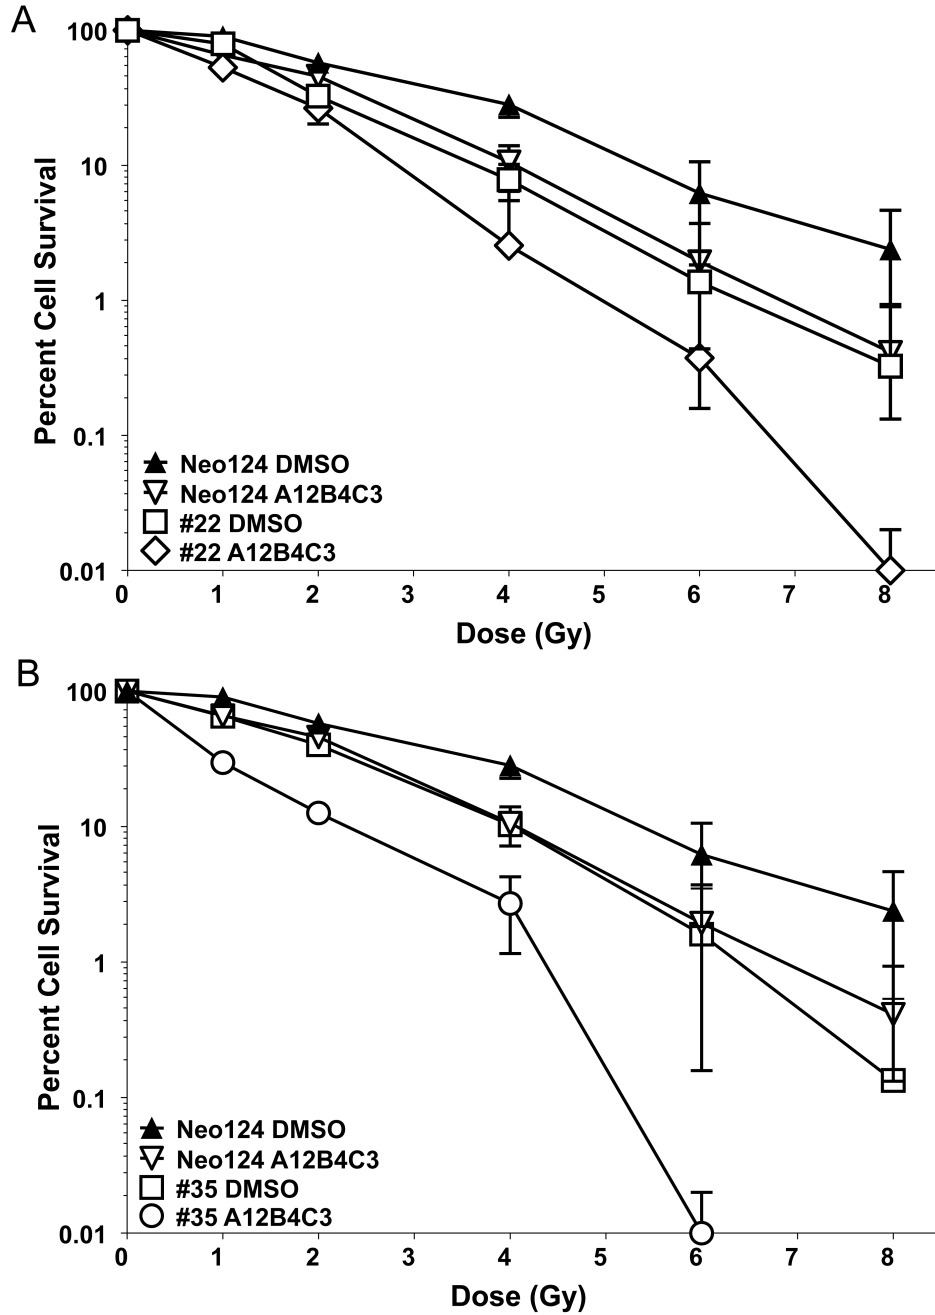 A
100
10
1
0.1
0.01
Percent Cell Survival
Neo124 DMSO
Neo124 A12B4C3
#22 DMSO
#22 A12B4C3
0 1 2 3 4 5 6 7 8
Dose (Gy)
B
100
10
1
0.1
0.01
Percent Cell Survival
Neo124 DMSO
Neo124 A12B4C3
#35 DMSO
#35 A12B4C3
0 1 2 3 4 5 6 7 8
Dose (Gy)